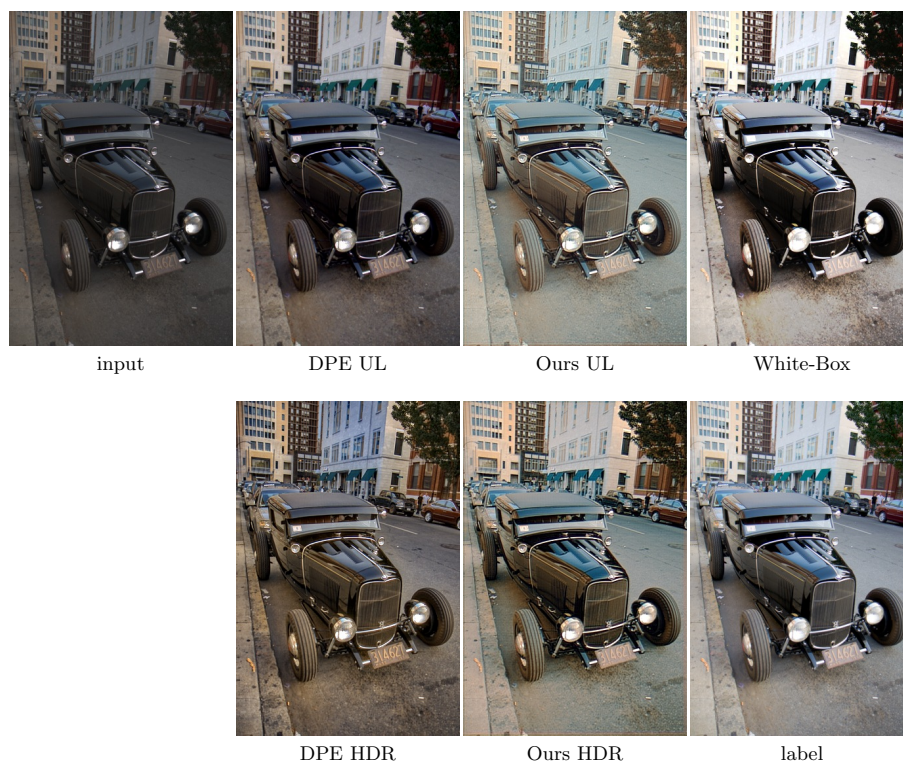 input
DPE UL
Ours UL
White-Box
DPE HDR
Ours HDR
label